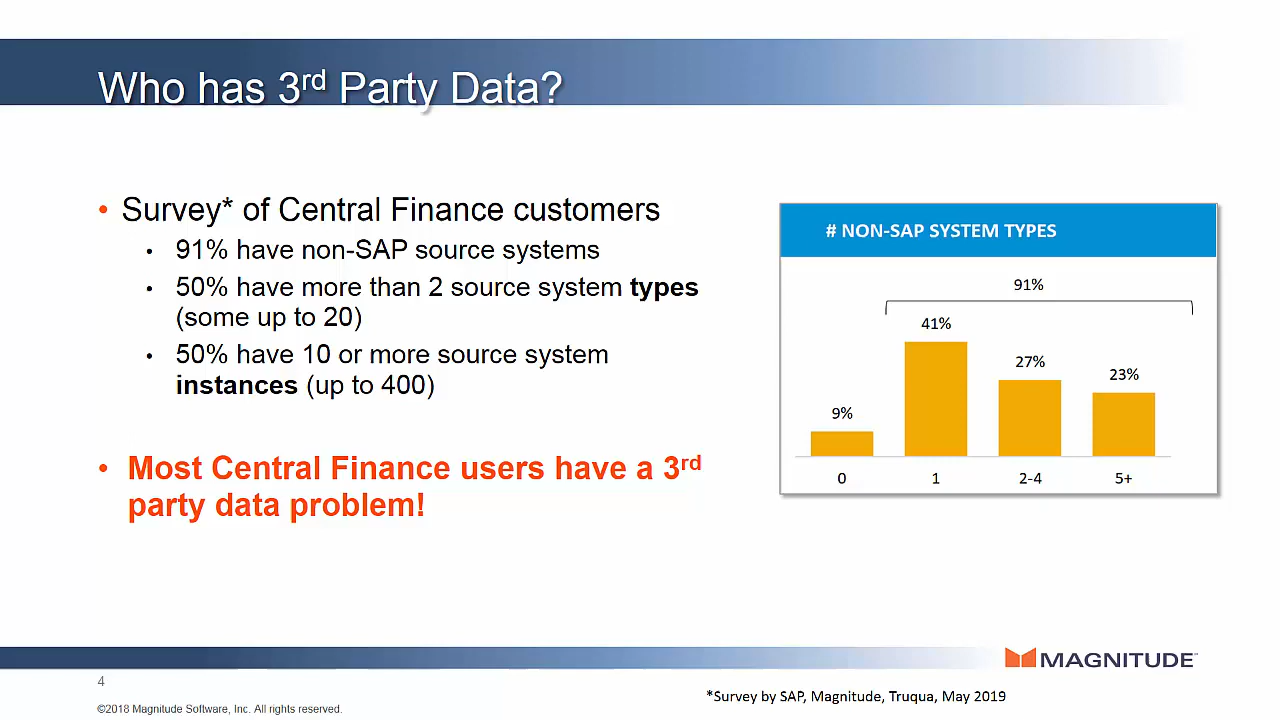 Who has 3rd Party Data?
• Survey* of Central Finance customers
• 91% have non-SAP source systems
• 50% have more than 2 source system types
(some up to 20)
• 50% have 10 or more source system
instances (up to 400)
• Most Central Finance users have a 3rd
party data problem!
# NON-SAP SYSTEM TYPES
91%
41%
27%
23%
9%
0 1 2-4 5+
MAGNITUDE™
4
*Survey by SAP, Magnitude, Truqua, May 2019
©2018 Magnitude Software, Inc. All rights reserved.